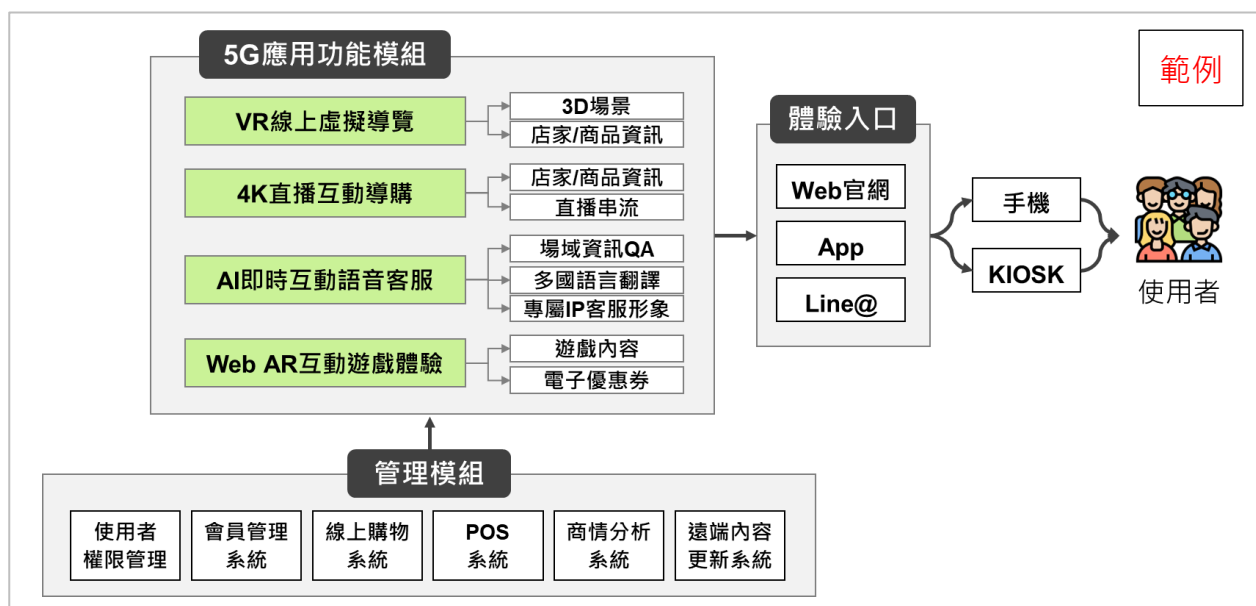 5G應用功能模組
範例
VR線上虛擬導覽
3D場景
店家/商品資訊
4K直播互動導購
店家/商品資訊
直播串流
AI即時互動語音客服
場域資訊QA
多國語言翻譯
專屬IP客服形象
Web AR互動遊戲體驗
遊戲內容
電子優惠券
體驗入口
Web官網
App
Line@
手機
KIOSK
使用者
管理模組
使用者
權限管理
會員管理
系統
線上購物
系統
POS
系統
商情分析
系統
遠端內容
更新系統